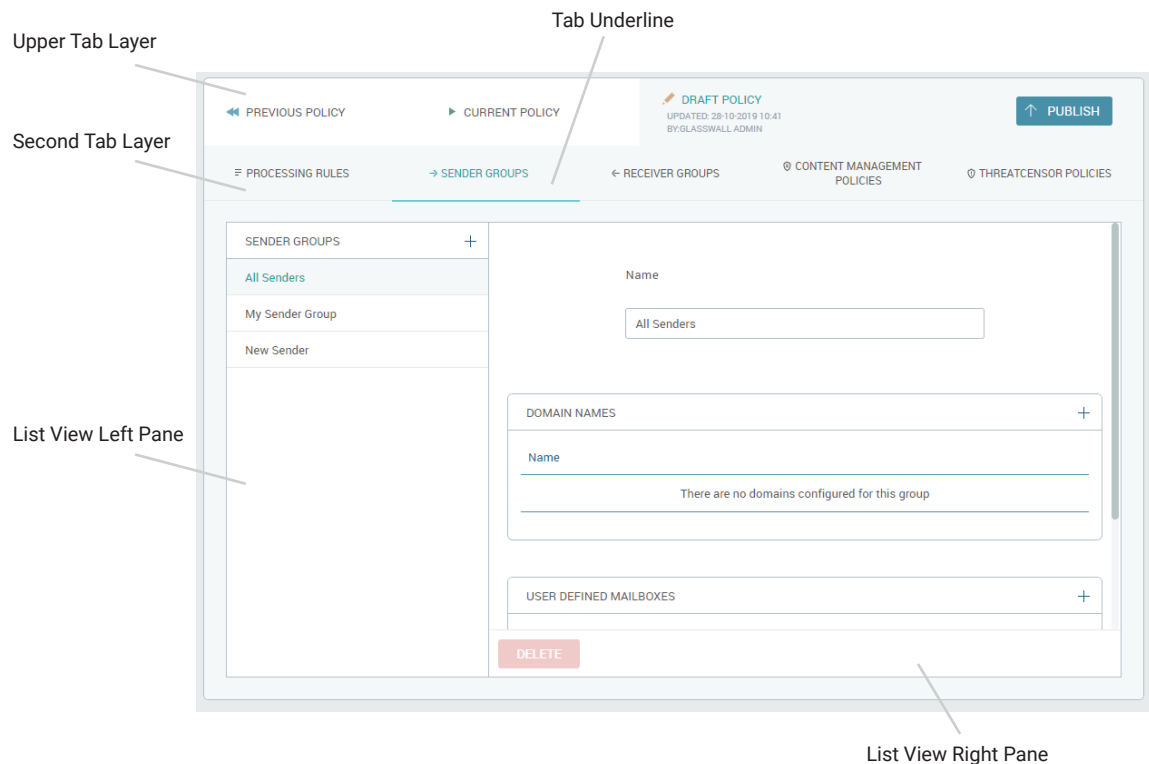 Tab Underline
Upper Tab Layer
PREVIOUS POLICY
CURRENT POLICY
DRAFT POLICY
UPDATED: 28-10-2019 10:41
BY:GLASSWALL ADMIN
PUBLISH
Second Tab Layer
PROCESSING RULES
SENDER GROUPS
RECEIVER GROUPS
CONTENT MANAGEMENT
POLICIES
THREATCENSOR POLICIES
SENDER GROUPS
All Senders
My Sender Group
New Sender
Name
All Senders
List View Left Pane
DOMAIN NAMES
Name
There are no domains configured for this group
USER DEFINED MAILBOXES
DELETE
List View Right Pane